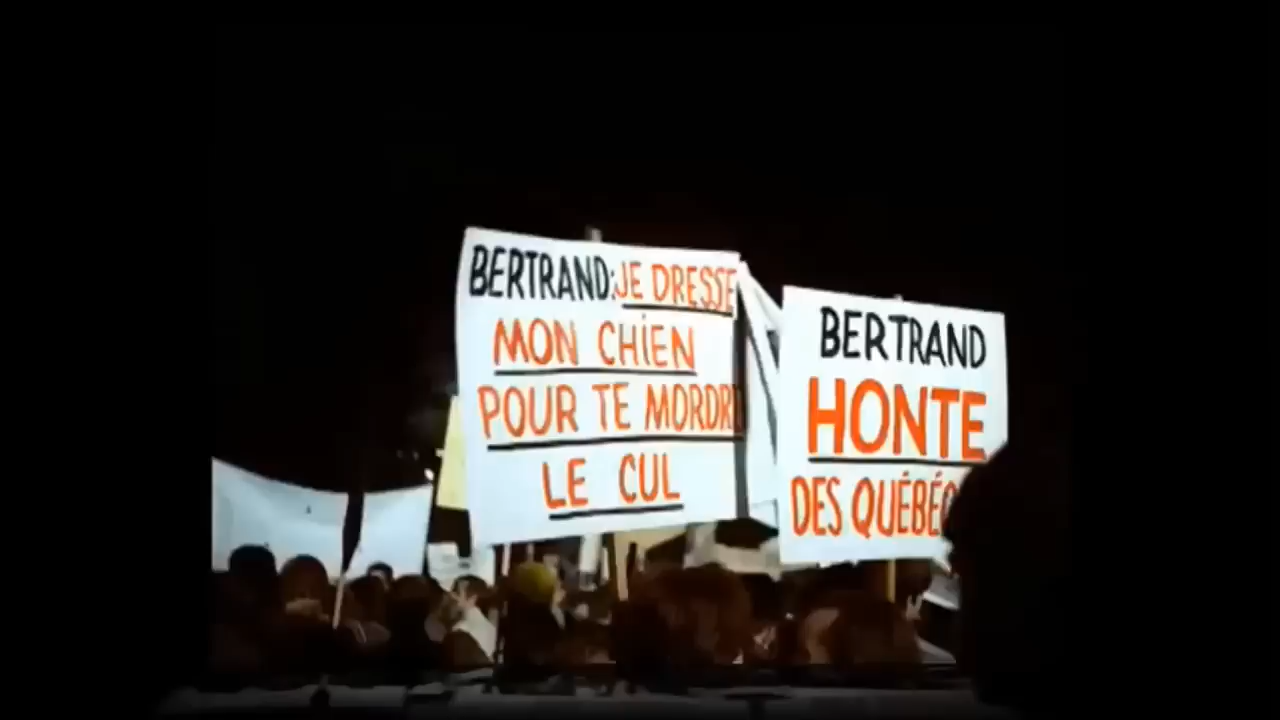 BERTRAND: JE DRESSE
MON CHIEN
POUR TE MORDR
LE CUL
BERTRAND
HONTE
DES QUÉBÉC